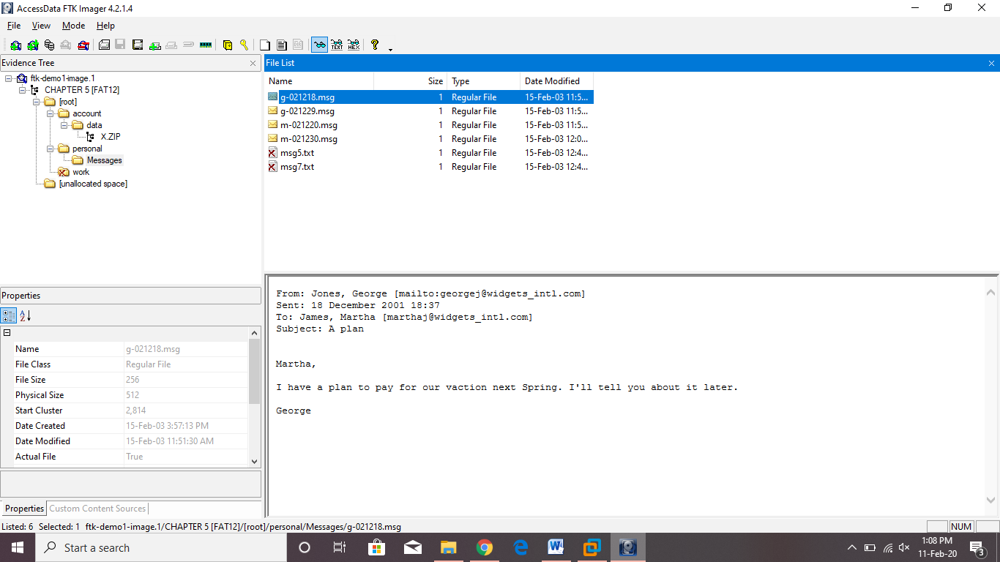 AccessData FTK Imager 4.2.1.4
File View Mode Help
TEXT HEX DIR
Evidence Tree
ftk-demo1-image.1
CHAPTER 5 [FAT12]
[root]
account
data
X.ZIP
personal
Messages
work
[unallocated space]
File List
Name Size Type Date Modified
g-021218.msg 1 Regular File 15-Feb-03 11:5...
g-021229.msg 1 Regular File 15-Feb-03 11:5...
m-021220.msg 1 Regular File 15-Feb-03 11:5...
m-021230.msg 1 Regular File 15-Feb-03 12:0...
msg5.txt 1 Regular File 15-Feb-03 12:4...
msg7.txt 1 Regular File 15-Feb-03 12:4...
Properties
A
Z
Name g-021218.msg
File Class Regular File
File Size 256
Physical Size 512
Start Cluster 2,814
Date Created 15-Feb-03 3:57:13 PM
Date Modified 15-Feb-03 11:51:30 AM
Actual File True
Properties Custom Content Sources
From: Jones, George [mailto:georgej@widgets_intl.com]
Sent: 18 December 2001 18:37
To: James, Martha [marthaj@widgets_intl.com]
Subject: A plan
Martha,
I have a plan to pay for our vaction next Spring. I'll tell you about it later.
George
Listed: 6 Selected: 1 ftk-demo1-image.1/CHAPTER 5 [FAT12]/[root]/personal/Messages/g-021218.msg
NUM
Start a search
1:08 PM
11-Feb-20
3